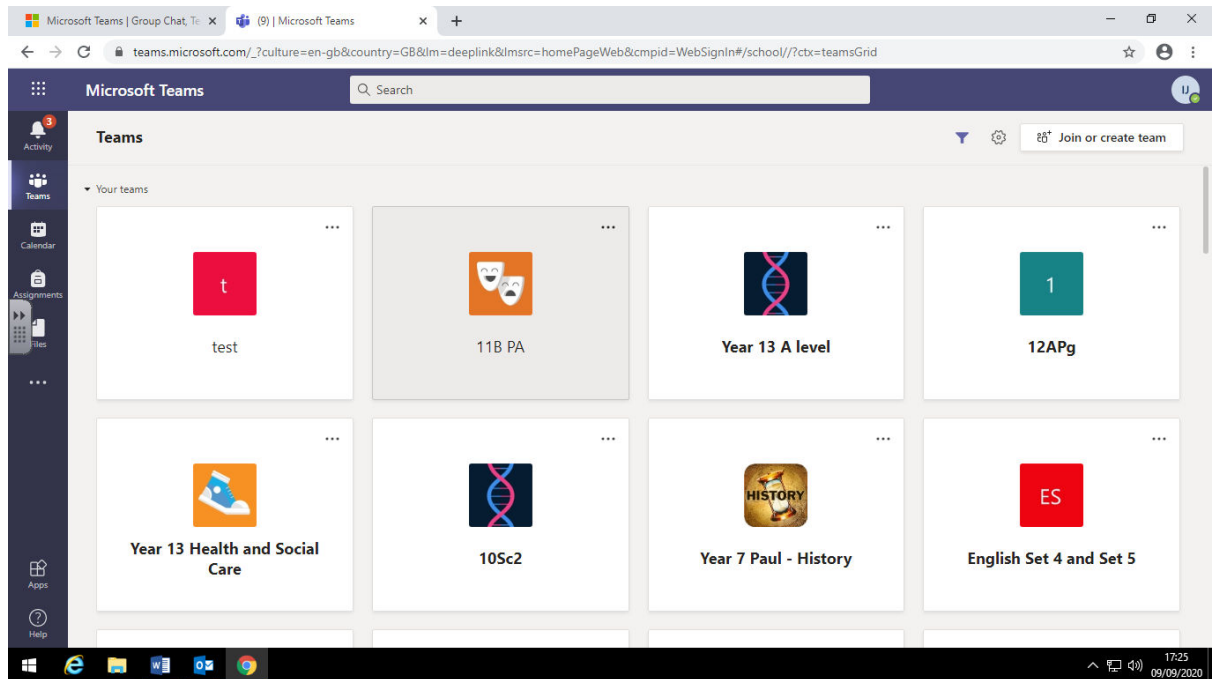 Microsoft Teams | Group Chat, Te
(9) | Microsoft Teams
teams.microsoft.com/_?culture=en-gb&country=GB&lm=deeplink&lmsrc=homePageWeb&cmpid=WebSignIn#/school//?ctx=teamsGrid
Microsoft Teams
Search
IJ
3
Activity
Teams
Calendar
Assignments
Files
Apps
Help
Teams
Join or create team
Your teams
t
test
11B PA
Year 13 A level
1
12APg
Year 13 Health and Social
Care
10Sc2
HISTORY
Year 7 Paul - History
ES
English Set 4 and Set 5
17:25
09/09/2020